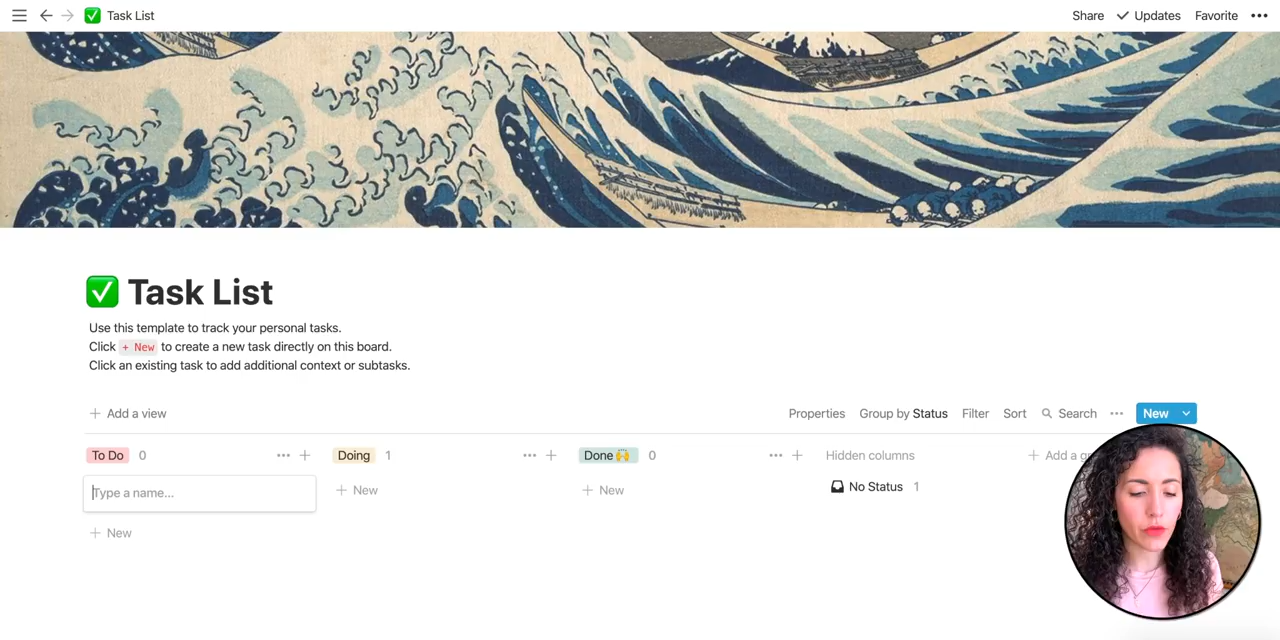 Task List
Share
Updates
Favorite
Task List
Use this template to track your personal tasks.
Click + New to create a new task directly on this board.
Click an existing task to add additional context or subtasks.
+ Add a view
Properties
Group by Status
Filter
Sort
Search
New
To Do 0
Doing 1
Done 🙌 0
Hidden columns
+ Add a
Type a name...
+ New
+ New
No Status 1
+ New